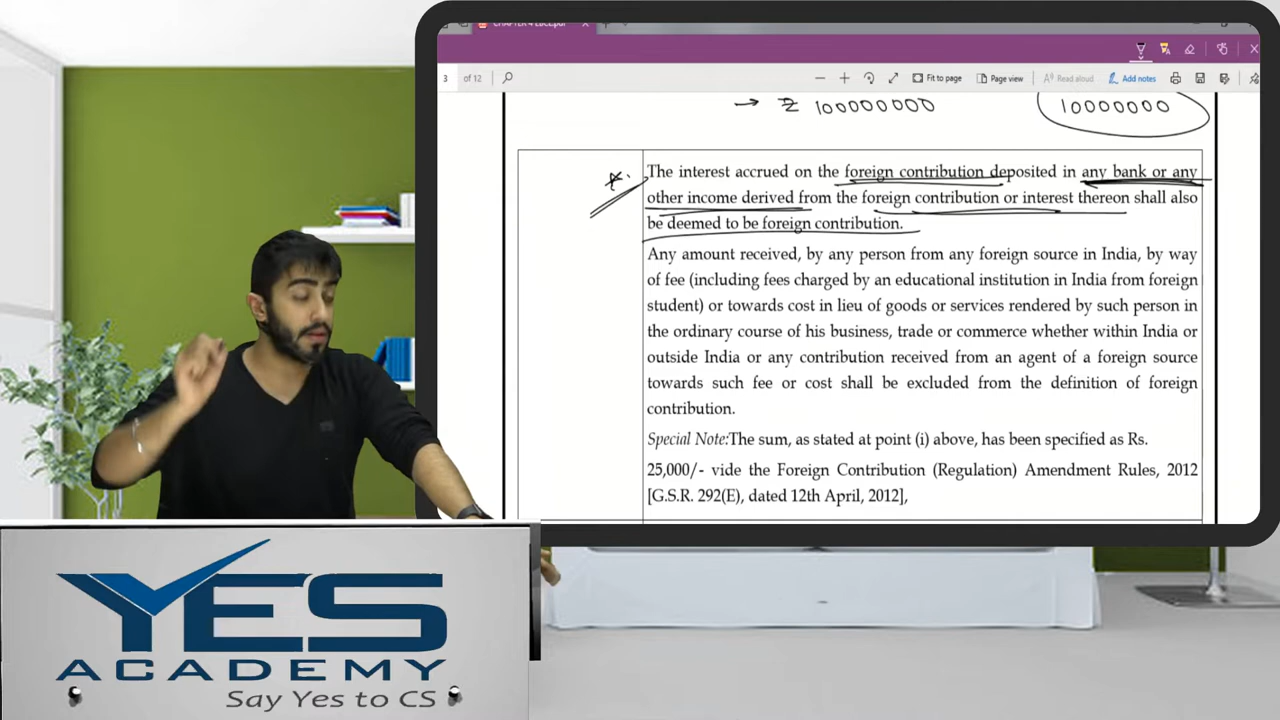 CHAPTER 4 EBCL.pdf
3 of 12
Fit to page
Page view
Read aloud
Add notes
→ 100000000
10000000
The interest accrued on the foreign contribution deposited in any bank or any
other income derived from the foreign contribution or interest thereon shall also
be deemed to be foreign contribution.
Any amount received, by any person from any foreign source in India, by way
of fee (including fees charged by an educational institution in India from foreign
student) or towards cost in lieu of goods or services rendered by such person in
the ordinary course of his business, trade or commerce whether within India or
outside India or any contribution received from an agent of a foreign source
towards such fee or cost shall be excluded from the definition of foreign
contribution.
Special Note:The sum, as stated at point (i) above, has been specified as Rs.
25,000/- vide the Foreign Contribution (Regulation) Amendment Rules, 2012
[G.S.R. 292(E), dated 12th April, 2012],
YES
ACADEMY
Say Yes to CS